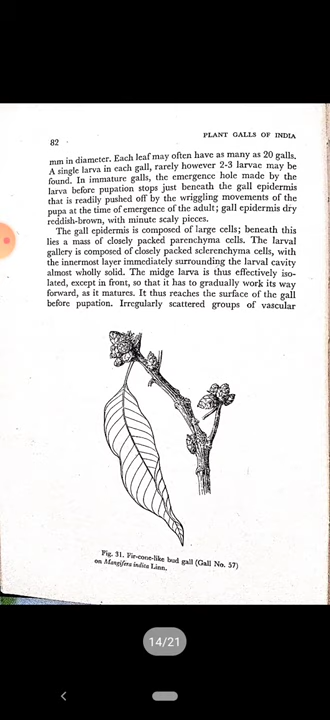 82
PLANT GALLS OF INDIA
mm in diameter. Each leaf may often have as many as 20 galls.
A single larva in each gall, rarely however 2-3 larvae may be
found. In immature galls, the emergence hole made by the
larva before pupation stops just beneath the gall epidermis
that is readily pushed off by the wriggling movements of the
pupa at the time of emergence of the adult; gall epidermis dry
reddish-brown, with minute scaly pieces.
The gall epidermis is composed of large cells; beneath this
lies a mass of closely packed parenchyma cells. The larval
gallery is composed of closely packed sclerenchyma cells, with
the innermost layer immediately surrounding the larval cavity
almost wholly solid. The midge larva is thus effectively iso-
lated, except in front, so that it has to gradually work its way
forward, as it matures. It thus reaches the surface of the gall
before pupation. Irregularly scattered groups of vascular
Fig. 31. Fir-cone-like bud gall (Gall No. 57)
on Mangifera indica Linn.
14/21